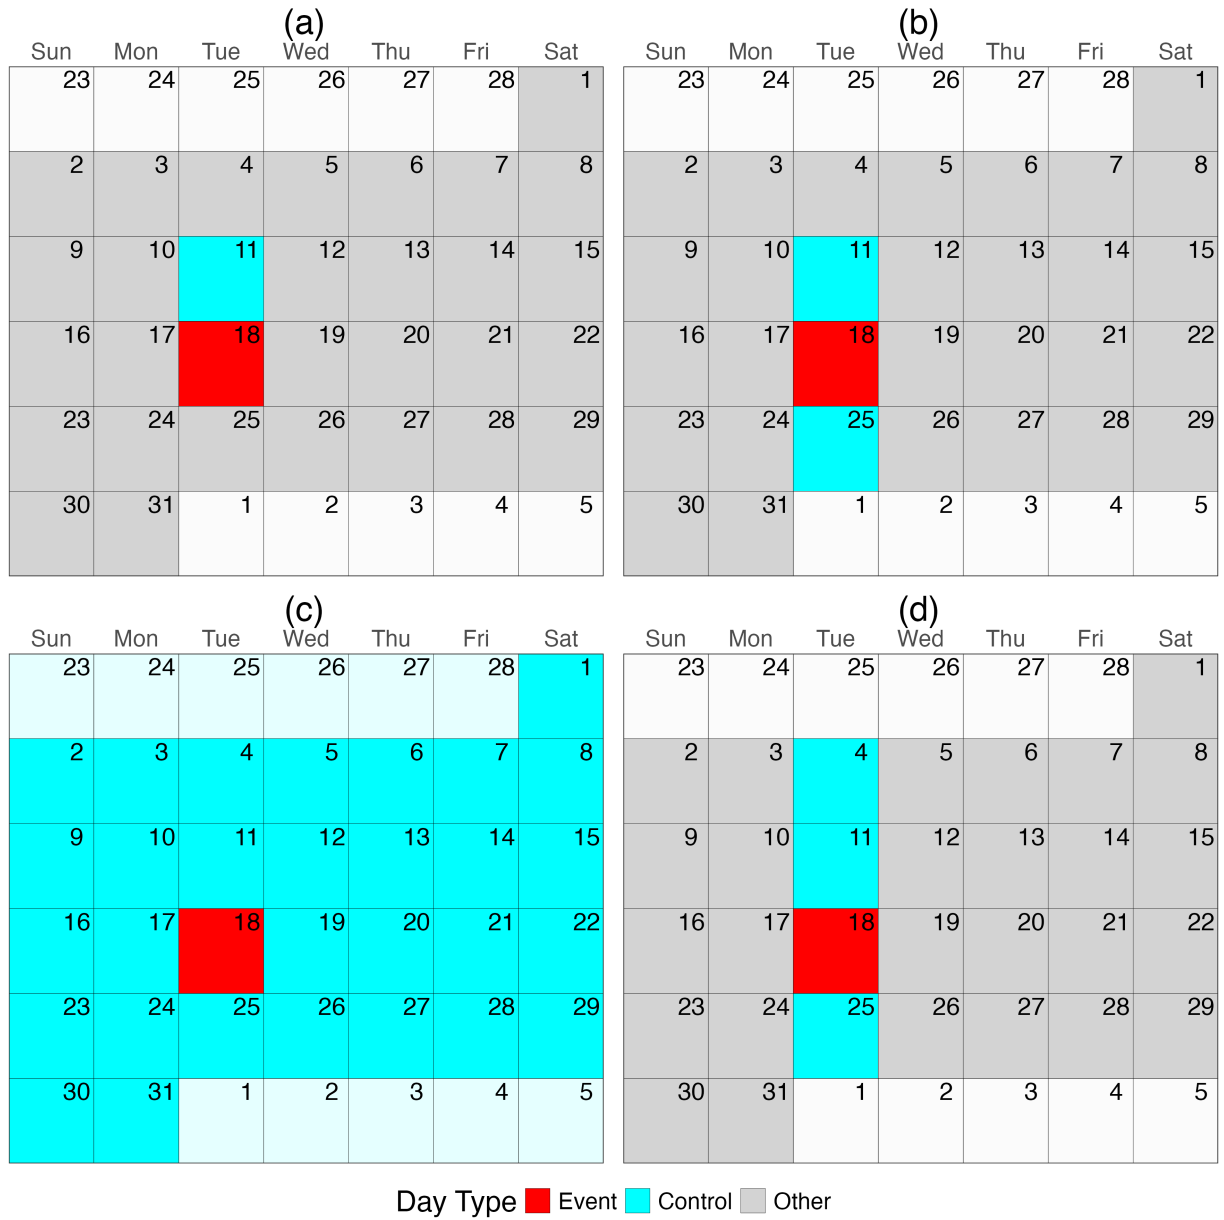 (a)
Sun Mon Tue Wed Thu Fri Sat
23 24 25 26 27 28 1
2 3 4 5 6 7 8
9 10 11 12 13 14 15
16 17 18 19 20 21 22
23 24 25 26 27 28 29
30 31 1 2 3 4 5
(b)
Sun Mon Tue Wed Thu Fri Sat
23 24 25 26 27 28 1
2 3 4 5 6 7 8
9 10 11 12 13 14 15
16 17 18 19 20 21 22
23 24 25 26 27 28 29
30 31 1 2 3 4 5
(c)
Sun Mon Tue Wed Thu Fri Sat
23 24 25 26 27 28 1
2 3 4 5 6 7 8
9 10 11 12 13 14 15
16 17 18 19 20 21 22
23 24 25 26 27 28 29
30 31 1 2 3 4 5
(d)
Sun Mon Tue Wed Thu Fri Sat
23 24 25 26 27 28 1
2 3 4 5 6 7 8
9 10 11 12 13 14 15
16 17 18 19 20 21 22
23 24 25 26 27 28 29
30 31 1 2 3 4 5
Day Type Event Control Other